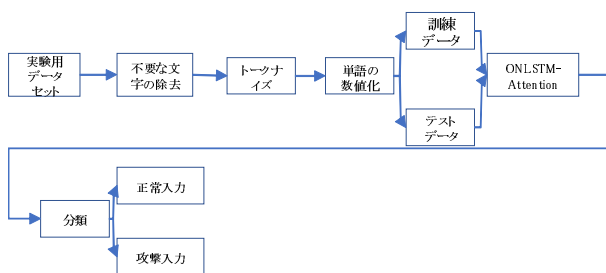 実験用
データ
セット
不要な文
字の除去
トークナ
イズ
単語の
数値化
訓練
データ
テスト
データ
ONLSTM-
Attention
分類
正常入力
攻撃入力